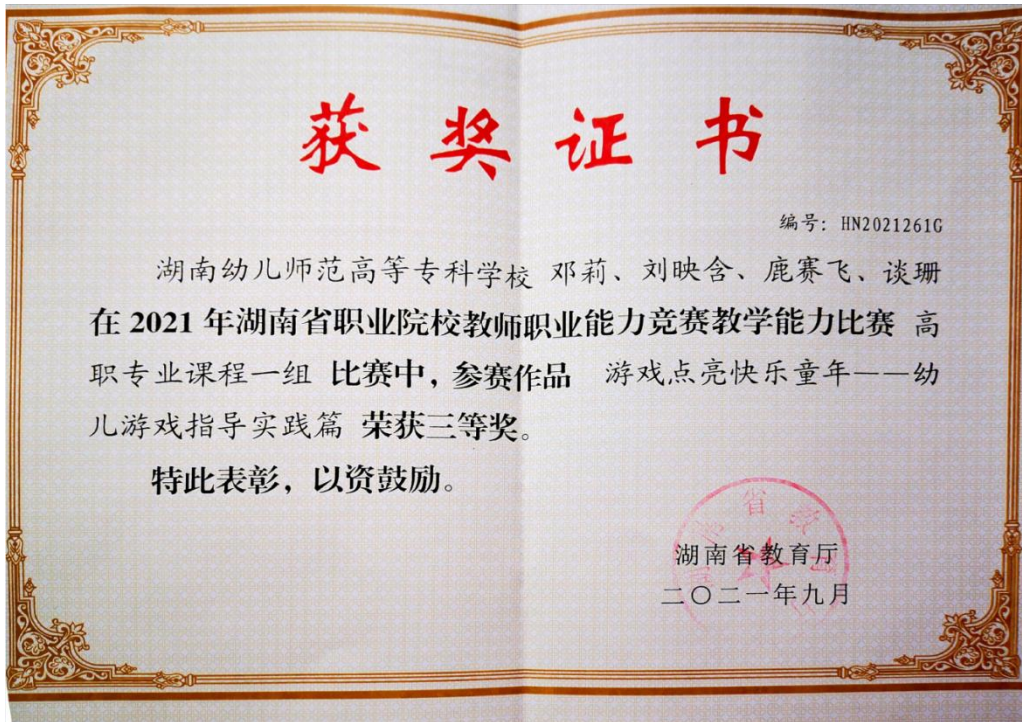 获奖证书
编号：HN2021261G
湖南幼儿师范高等专科学校 邓莉、刘映含、鹿赛飞、谈珊
在 2021 年湖南省职业院校教师职业能力竞赛教学能力比赛 高
职专业课程一组 比赛中，参赛作品 游戏点亮快乐童年——幼
儿游戏指导实践篇 荣获三等奖。
特此表彰，以资鼓励。
湖南省教育厅
二〇二一年九月